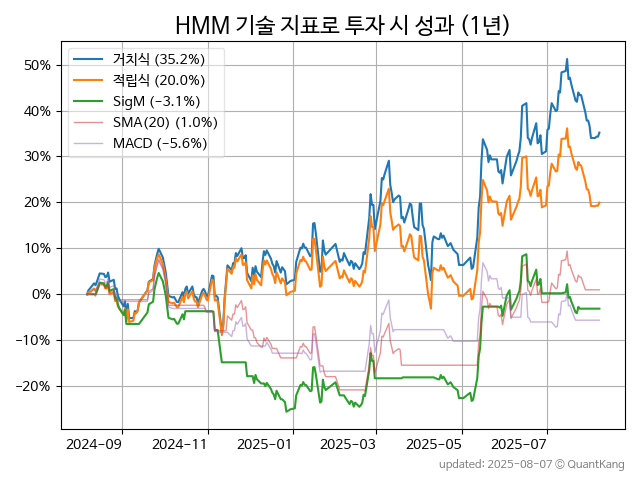 HMM 기술 지표로 투자 시 성과 (1년)
거치식 (35.2%)
적립식 (20.0%)
SigM (−3.1%)
SMA(20) (1.0%)
MACD (−5.6%)
50%
40%
30%
20%
10%
0%
−10%
−20%
2024-09 2024-11 2025-01 2025-03 2025-05 2025-07
updated: 2025-08-07 © QuantKang